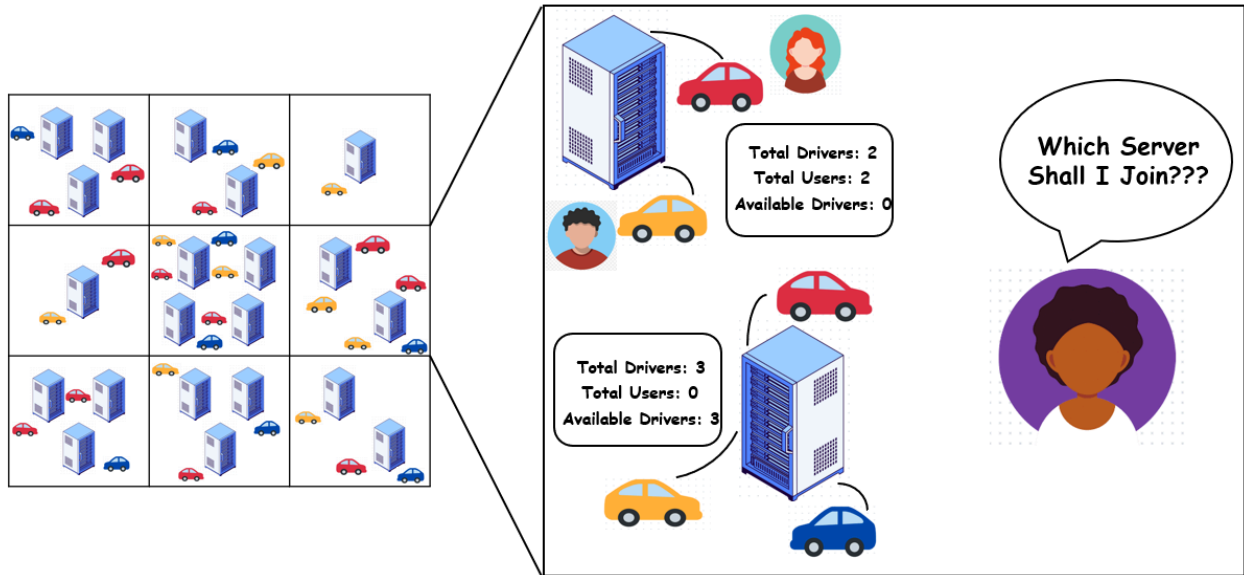 Total Drivers: 2
Total Users: 2
Available Drivers: 0
Which Server
Shall I Join???
Total Drivers: 3
Total Users: 0
Available Drivers: 3